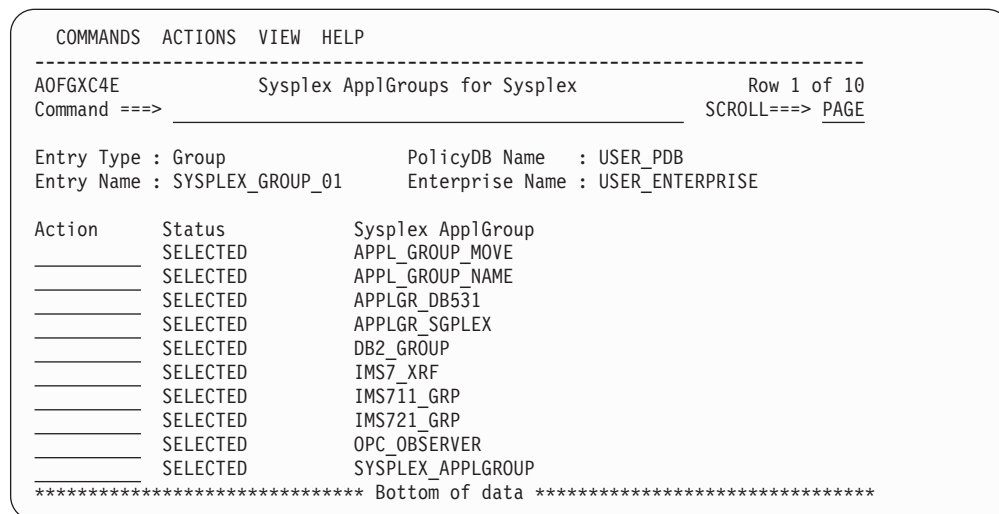 COMMANDS ACTIONS VIEW HELP
-------------------------------------------------------------------------------
AOFGXC4E Sysplex ApplGroups for Sysplex Row 1 of 10
Command ===> SCROLL===> PAGE
Entry Type : Group PolicyDB Name : USER_PDB
Entry Name : SYSPLEX_GROUP_01 Enterprise Name : USER_ENTERPRISE
Action Status Sysplex ApplGroup
SELECTED APPL_GROUP_MOVE
SELECTED APPL_GROUP_NAME
SELECTED APPLGR_DB531
SELECTED APPLGR_SGPLEX
SELECTED DB2_GROUP
SELECTED IMS7_XRF
SELECTED IMS711_GRP
SELECTED IMS721_GRP
SELECTED OPC_OBSERVER
SELECTED SYSPLEX_APPLGROUP
******************************* Bottom of data ********************************